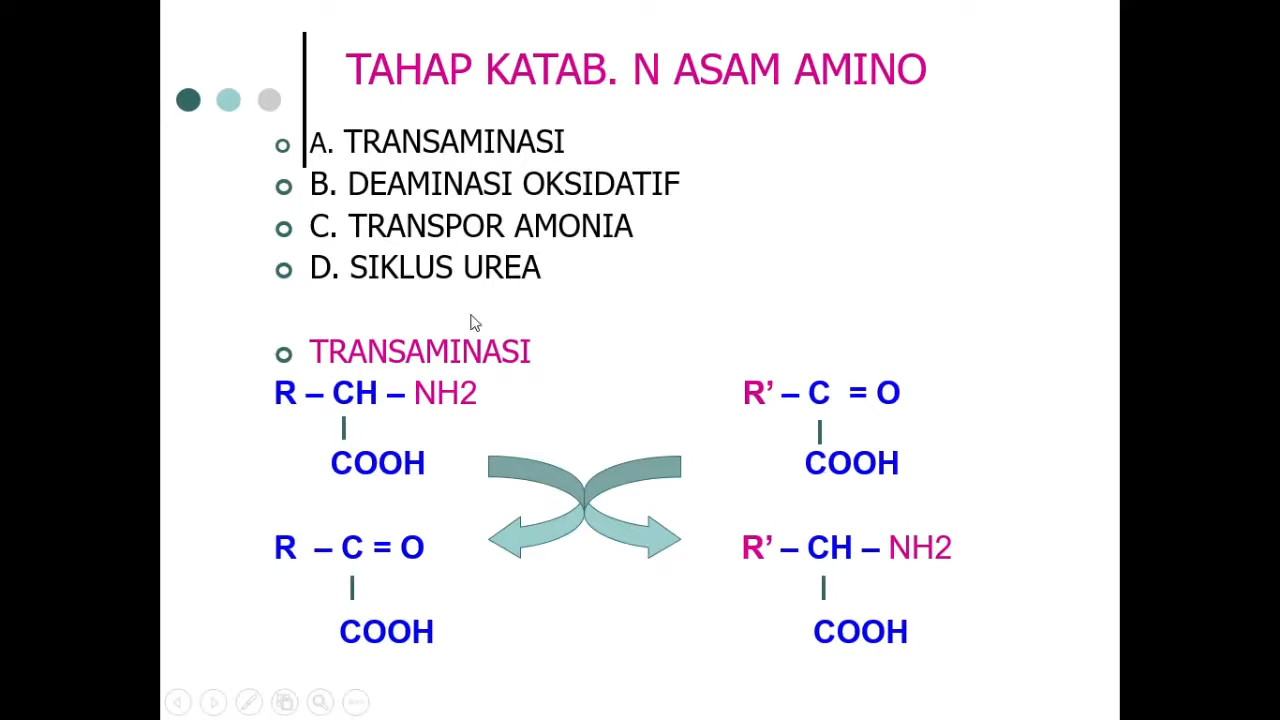 TAHAP KATAB. N ASAM AMINO
A. TRANSAMINASI
B. DEAMINASI OKSIDATIF
C. TRANSPOR AMONIA
D. SIKLUS UREA
TRANSAMINASI
R – CH – NH2 R’ – C = O
| |
COOH COOH
R – C = O R’ – CH – NH2
| |
COOH COOH